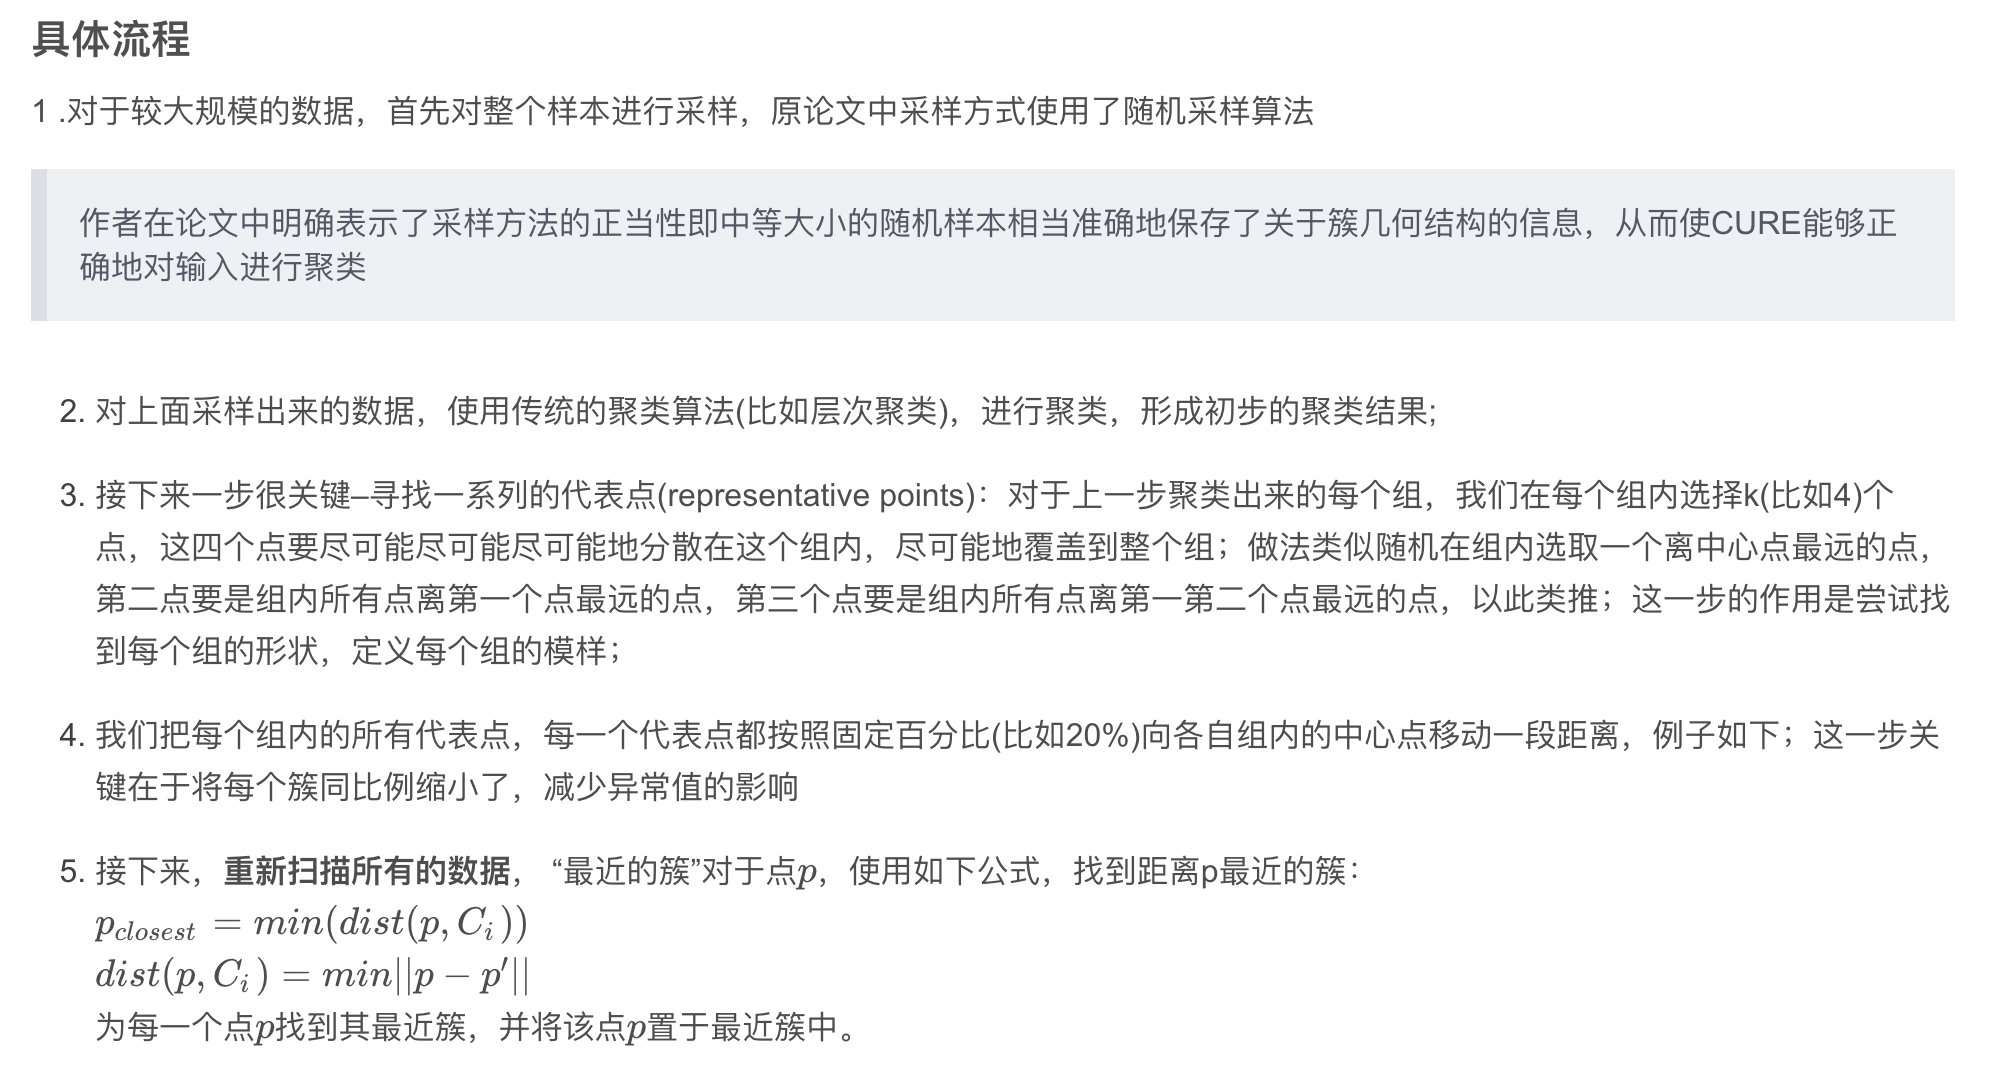 具体流程
1 .对于较大规模的数据，首先对整个样本进行采样，原论文中采样方式使用了随机采样算法
作者在论文中明确表示了采样方法的正当性即中等大小的随机样本相当准确地保存了关于簇几何结构的信息，从而使CURE能够正
确地对输入进行聚类
2. 对上面采样出来的数据，使用传统的聚类算法(比如层次聚类)，进行聚类，形成初步的聚类结果;
3. 接下来一步很关键–寻找一系列的代表点(representative points)：对于上一步聚类出来的每个组，我们在每个组内选择k(比如4)个
点，这四个点要尽可能尽可能尽可能地分散在这个组内，尽可能地覆盖到整个组；做法类似随机在组内选取一个离中心点最远的点，
第二点要是组内所有点离第一个点最远的点，第三个点要是组内所有点离第一第二个点最远的点，以此类推；这一步的作用是尝试找
到每个组的形状，定义每个组的模样；
4. 我们把每个组内的所有代表点，每一个代表点都按照固定百分比(比如20%)向各自组内的中心点移动一段距离，例子如下；这一步关
键在于将每个簇同比例缩小了，减少异常值的影响
5. 接下来，重新扫描所有的数据， “最近的簇”对于点p，使用如下公式，找到距离p最近的簇：
p_{closest} = min(dist(p, C_i))
dist(p, C_i) = min||p − p′||
为每一个点p找到其最近簇，并将该点p置于最近簇中。